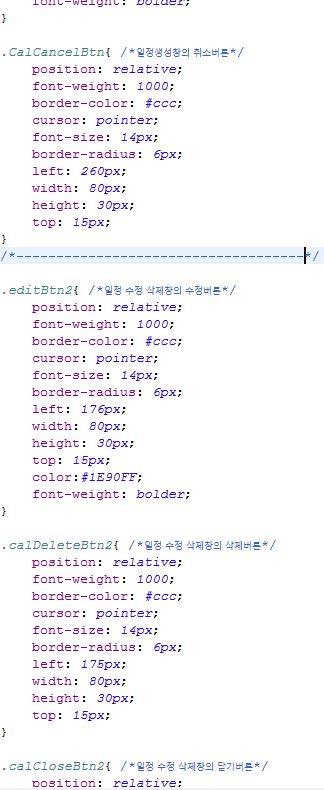 font-weight: bolder;
}
.CalCancelBtn{ /*일정생성창의 취소버튼*/
position: relative;
font-weight: 1000;
border-color: #ccc;
cursor: pointer;
font-size: 14px;
border-radius: 6px;
left: 260px;
width: 80px;
height: 30px;
top: 15px;
}
/*------------------------------------*/
.editBtn2{ /*일정 수정 삭제창의 수정버튼*/
position: relative;
font-weight: 1000;
border-color: #ccc;
cursor: pointer;
font-size: 14px;
border-radius: 6px;
left: 176px;
width: 80px;
height: 30px;
top: 15px;
color:#1E90FF;
font-weight: bolder;
}
.calDeleteBtn2{ /*일정 수정 삭제창의 삭제버튼*/
position: relative;
font-weight: 1000;
border-color: #ccc;
cursor: pointer;
font-size: 14px;
border-radius: 6px;
left: 175px;
width: 80px;
height: 30px;
top: 15px;
}
.calCloseBtn2{ /*일정 수정 삭제창의 닫기버튼*/
position: relative;